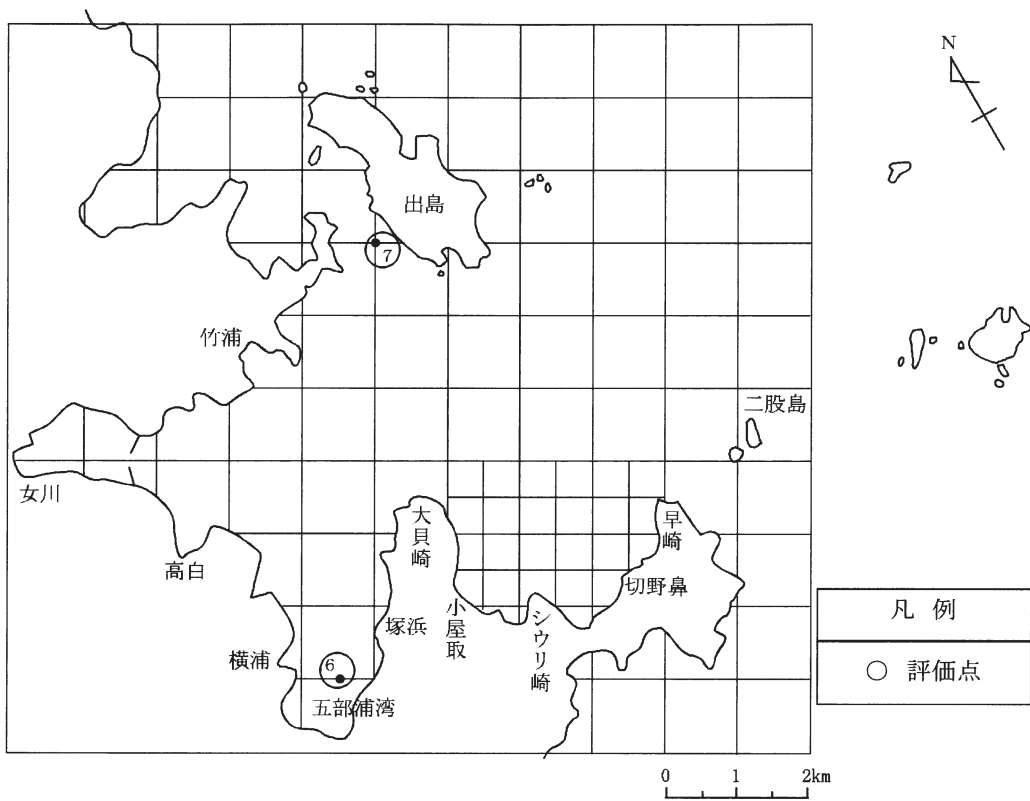 N
出島
7
竹浦
二股島
女川
大貝崎
早崎
高白
切野鼻
塚浜
小屋取
シウリ崎
横浦
6
五部浦湾
凡例
○ 評価点
0 1 2km